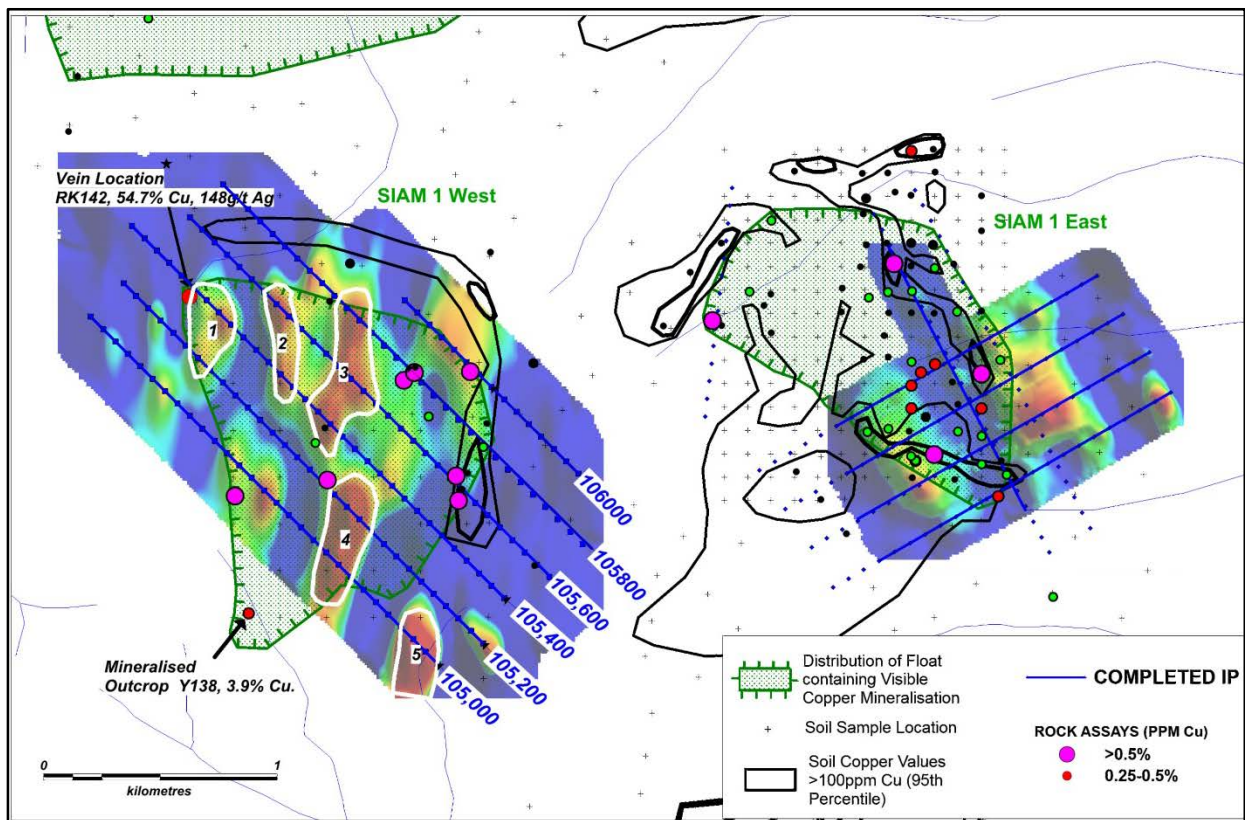 Vein Location
RK142, 54.7% Cu, 148g/t Ag
SIAM 1 West
SIAM 1 East
1
2
3
4
5
106000
105800
105,600
105,400
105,200
105,000
Mineralised
Outcrop Y138, 3.9% Cu.
0
1
kilometres
Distribution of Float
containing Visible
Copper Mineralisation
Soil Sample Location
Soil Copper Values
>100ppm Cu (95th
Percentile)
COMPLETED IP
ROCK ASSAYS (PPM Cu)
>0.5%
0.25-0.5%